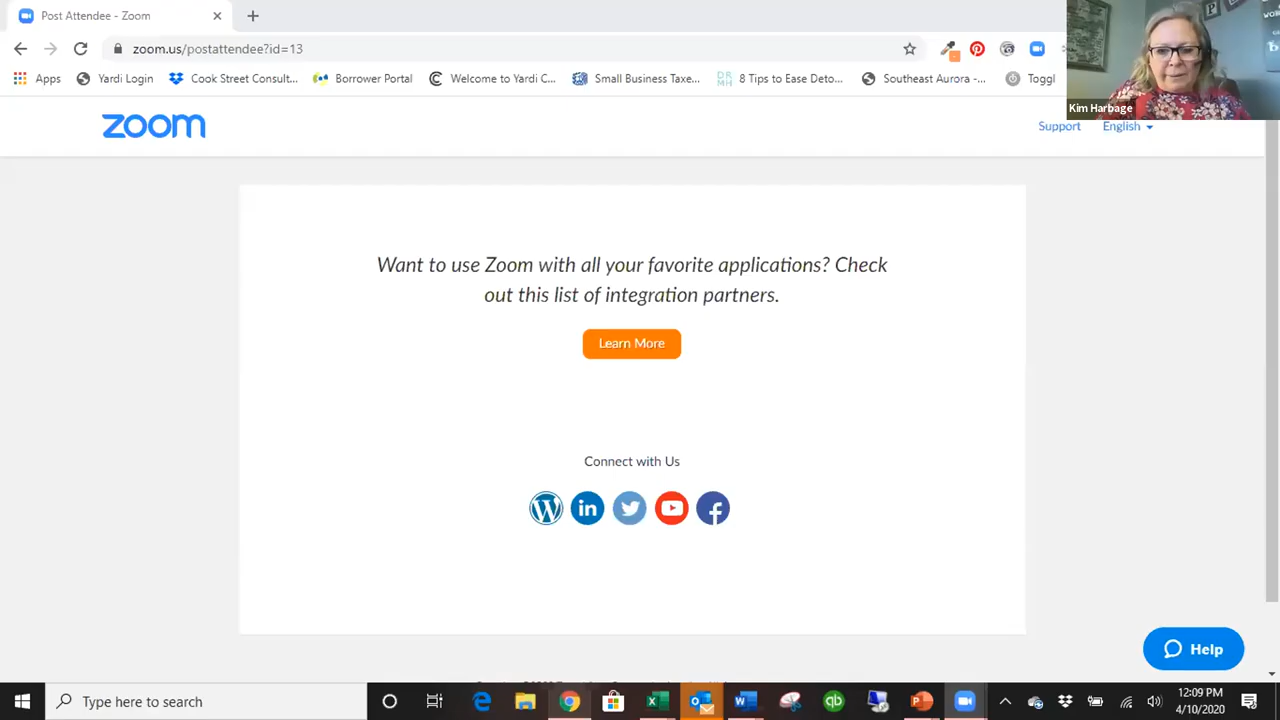 Post Attendee - Zoom
zoom.us/postattendee?id=13
Apps
Yardi Login
Cook Street Consult...
Borrower Portal
Welcome to Yardi C...
Small Business Taxe...
8 Tips to Ease Deto...
Southeast Aurora -...
Toggl
Kim Harbage
zoom
Support
English
Want to use Zoom with all your favorite applications? Check
out this list of integration partners.
Learn More
Connect with Us
Help
Type here to search
12:09 PM
4/10/2020